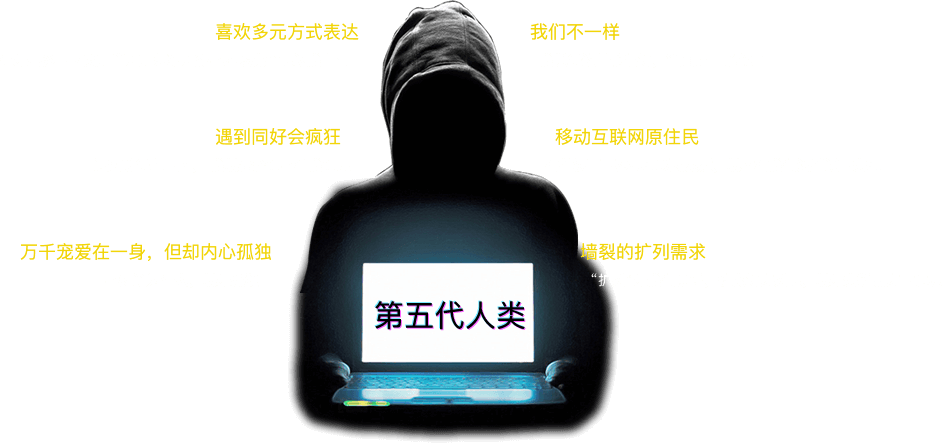 喜欢多元方式表达
我们不一样
遇到同好会疯狂
移动互联网原住民
万千宠爱在一身，但却内心孤独
墙裂的扩列需求
“扩
第五代人类